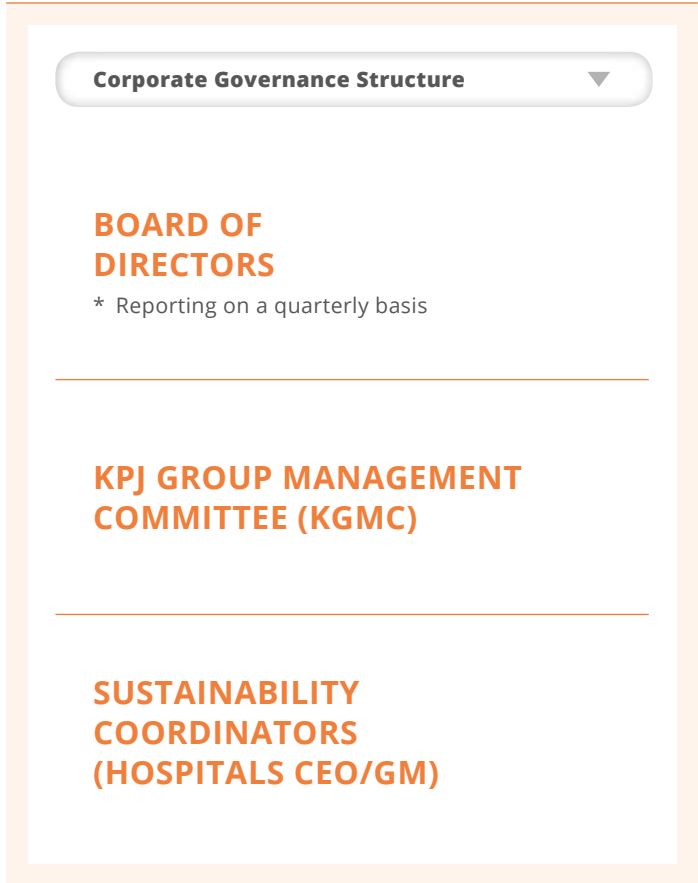 Corporate Governance Structure
BOARD OF
DIRECTORS
* Reporting on a quarterly basis
KPJ GROUP MANAGEMENT
COMMITTEE (KGMC)
SUSTAINABILITY
COORDINATORS
(HOSPITALS CEO/GM)